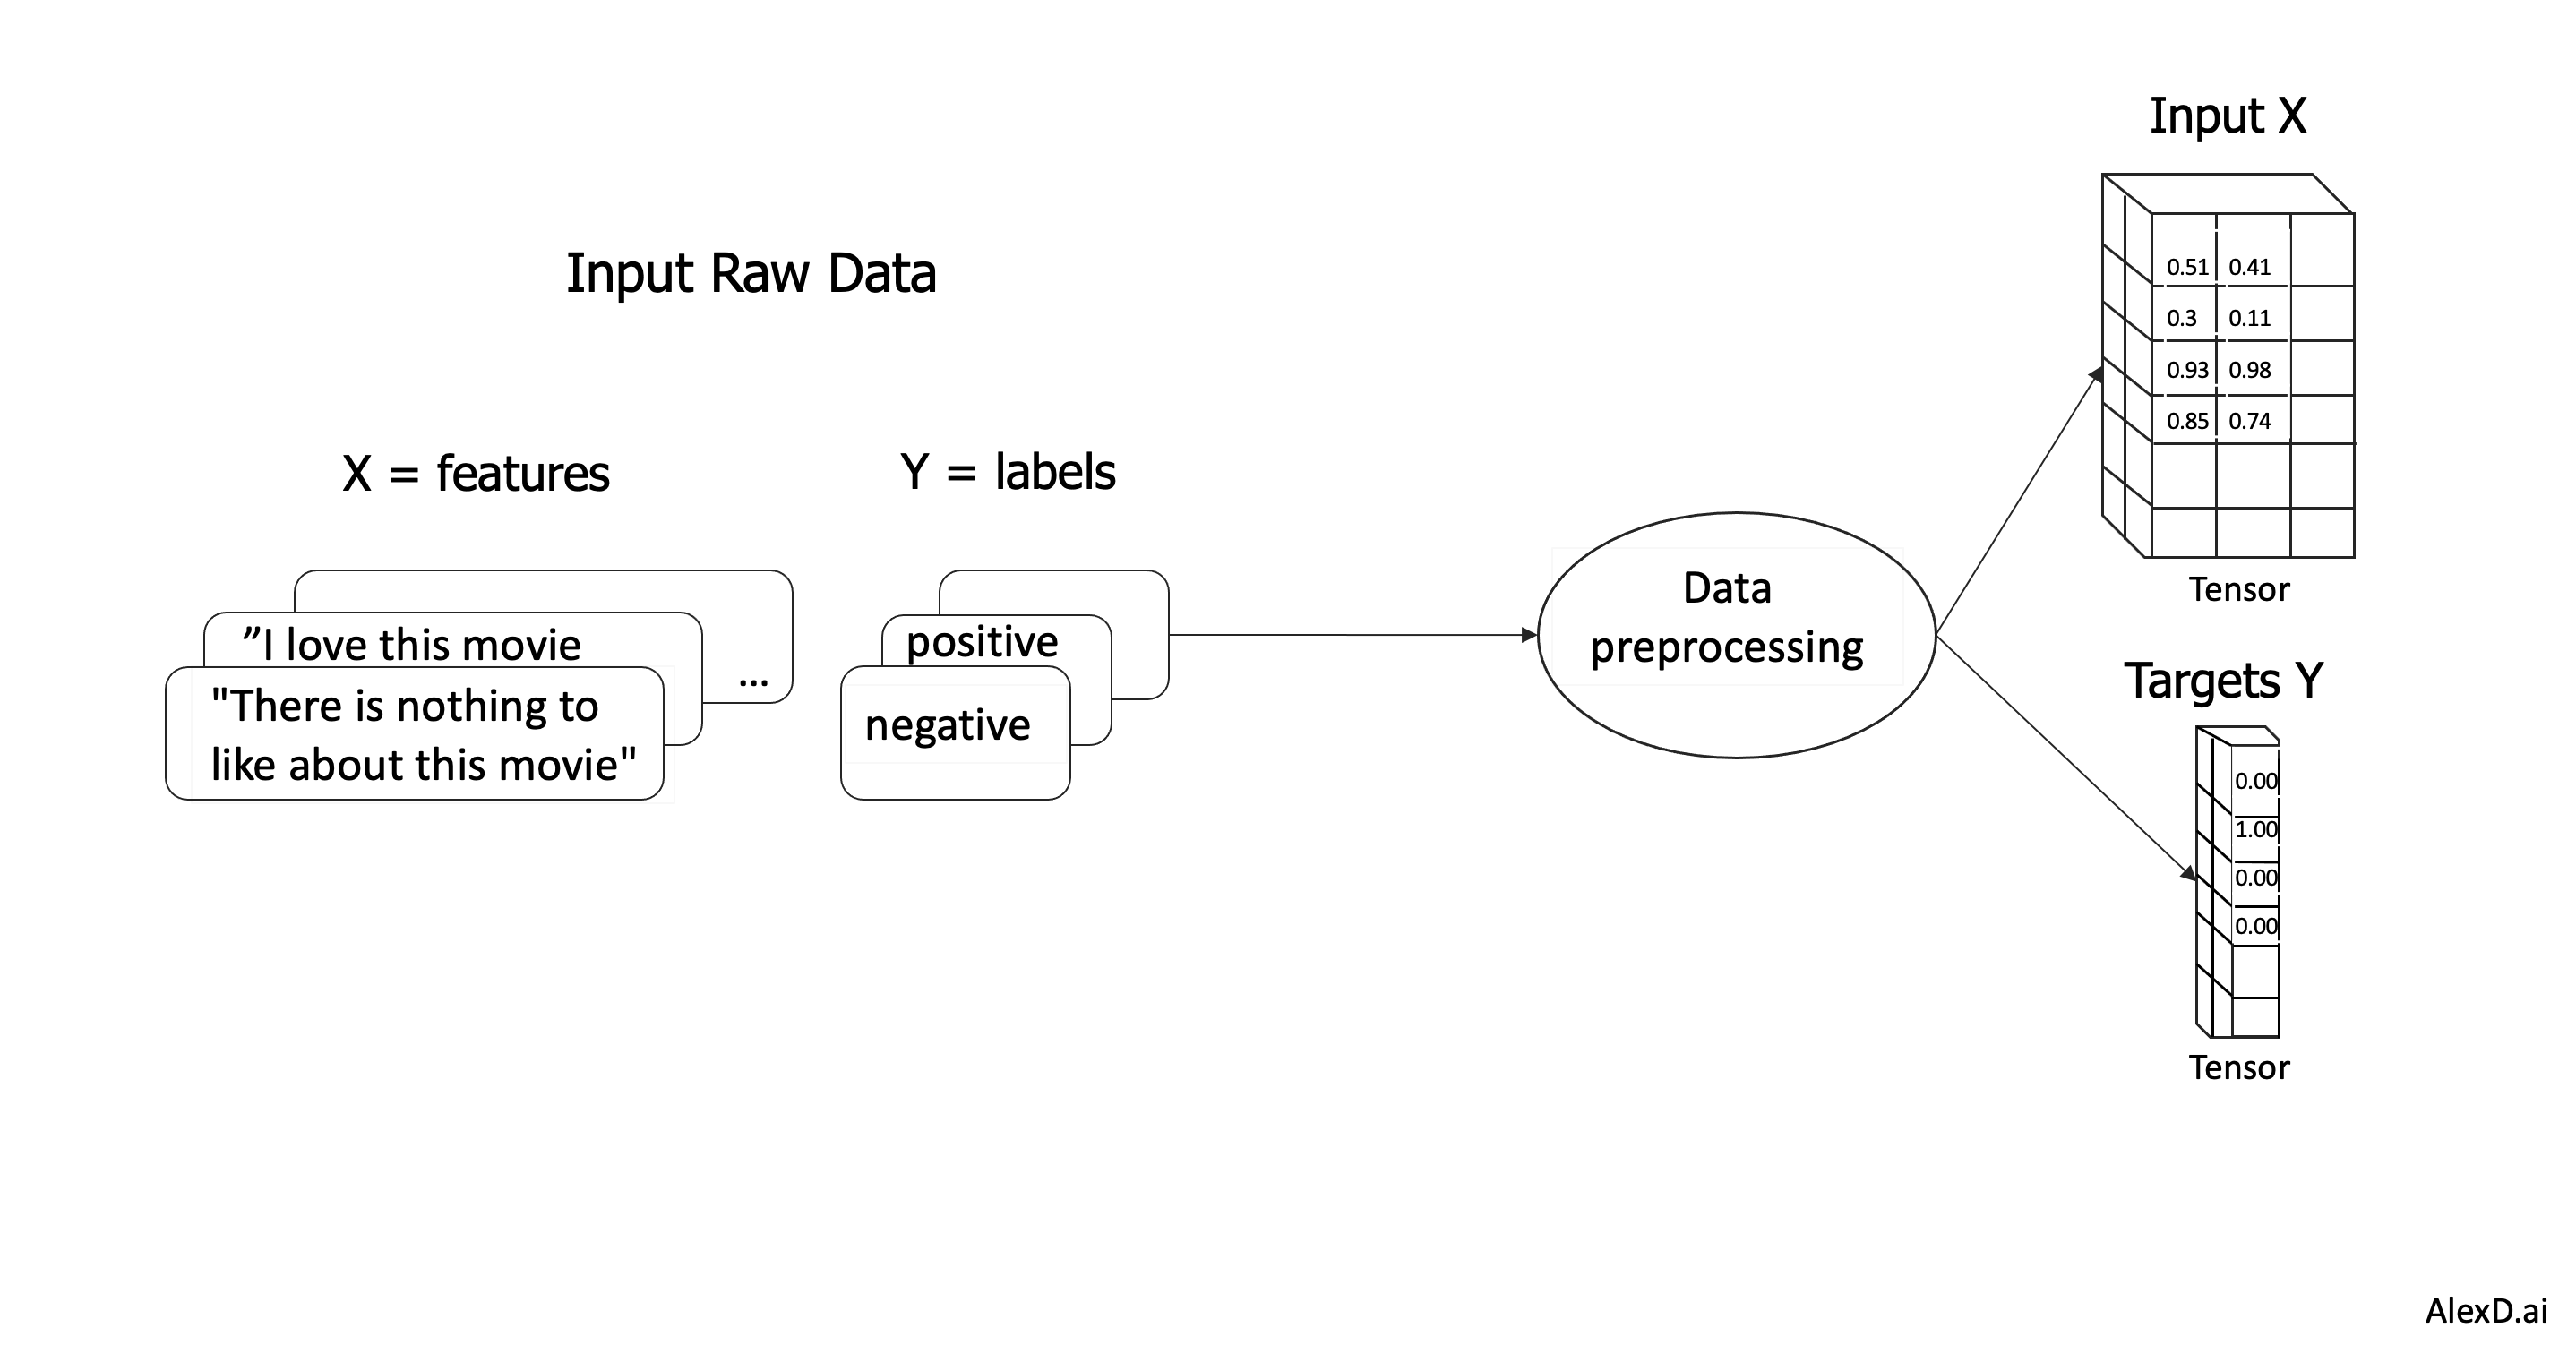 Input Raw Data
X = features
Y = labels
”I love this movie
...
"There is nothing to
like about this movie"
positive
negative
Data
preprocessing
Input X
0.51 0.41
0.3 0.11
0.93 0.98
0.85 0.74
Tensor
Targets Y
0.00
1.00
0.00
0.00
Tensor
AlexD.ai